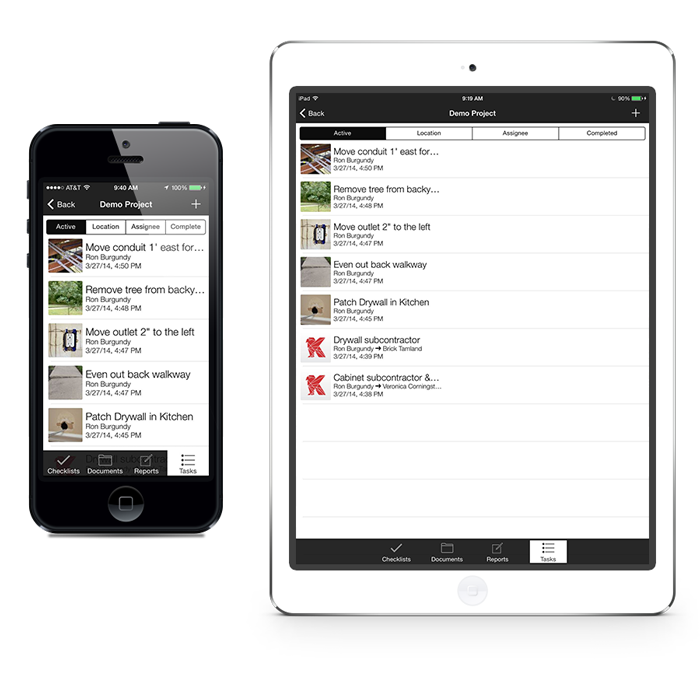 AT&T 9:40 AM 100%
Back Demo Project +
Active Location Assignee Complete
Move conduit 1' east for...
Ron Burgundy
3/27/14, 4:50 PM
Remove tree from backy...
Ron Burgundy
3/27/14, 4:48 PM
Move outlet 2" to the left
Ron Burgundy
3/27/14, 4:47 PM
Even out back walkway
Ron Burgundy
3/27/14, 4:46 PM
Patch Drywall in Kitchen
Ron Burgundy
3/27/14, 4:45 PM
Checklists Documents Reports Tasks
iPad 9:19 AM 90%
Back Demo Project +
Active Location Assignee Completed
Move conduit 1' east for...
Ron Burgundy
3/27/14, 4:50 PM
Remove tree from backy...
Ron Burgundy
3/27/14, 4:48 PM
Move outlet 2" to the left
Ron Burgundy
3/27/14, 4:47 PM
Even out back walkway
Ron Burgundy
3/27/14, 4:46 PM
Patch Drywall in Kitchen
Ron Burgundy
3/27/14, 4:45 PM
Drywall subcontractor
Ron Burgundy ➔ Brick Tamland
3/27/14, 4:39 PM
Cabinet subcontractor &...
Ron Burgundy ➔ Veronica Corningst...
3/27/14, 4:38 PM
Checklists Documents Reports Tasks